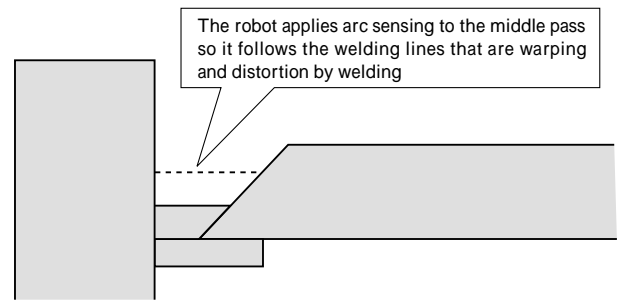 The robot applies arc sensing to the middle pass
so it follows the welding lines that are warping
and distortion by welding